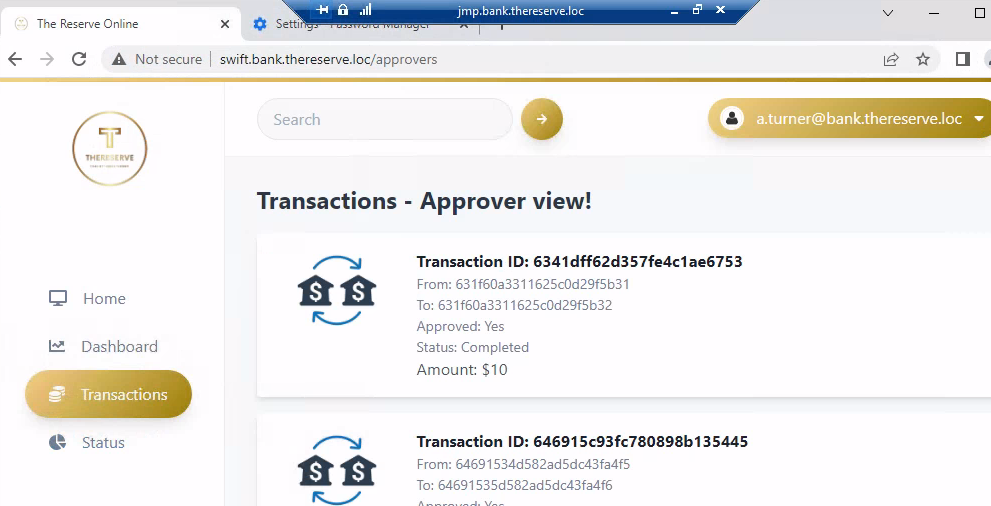 jmp.bank.thereserve.loc
The Reserve Online
Settings - Password Manager
Not secure
swift.bank.thereserve.loc/approvers
THERESERVE
Search
a.turner@bank.thereserve.loc
Transactions - Approver view!
Home
Dashboard
Transactions
Status
Transaction ID: 6341dff62d357fe4c1ae6753
From: 631f60a3311625c0d29f5b31
To: 631f60a3311625c0d29f5b32
Approved: Yes
Status: Completed
Amount: $10
Transaction ID: 646915c93fc780898b135445
From: 64691534d582ad5dc43fa4f5
To: 64691535d582ad5dc43fa4f6
Approved: Yes